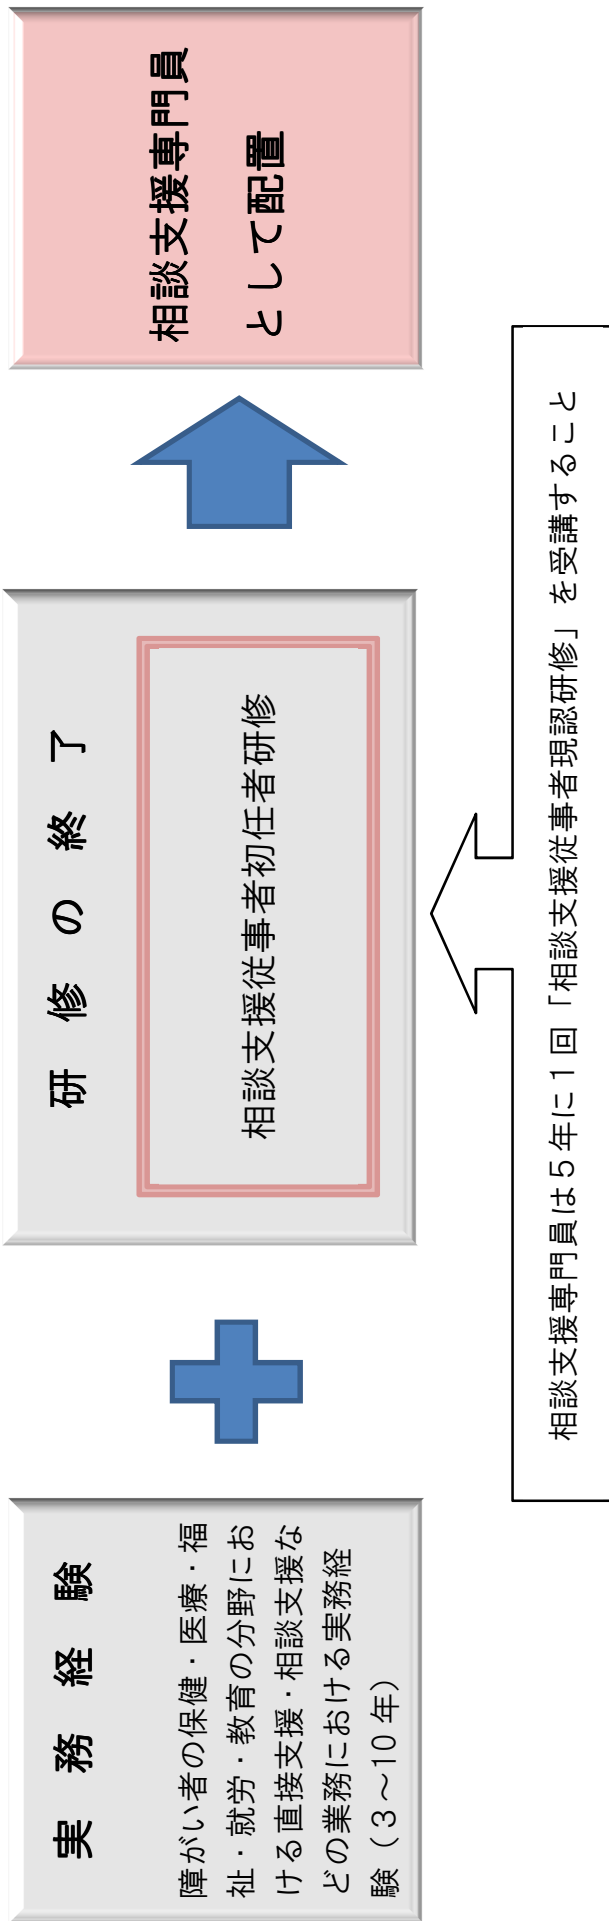 実務経験
障がい者の保健・医療・福
祉・就労・教育の分野にお
ける直接支援・相談支援な
どの業務における実務経
験（３～10年）
研修の終了
相談支援従事者初任者研修
相談支援専門員
として配置
相談支援専門員は５年に１回「相談支援従事者現認研修」を受講すること